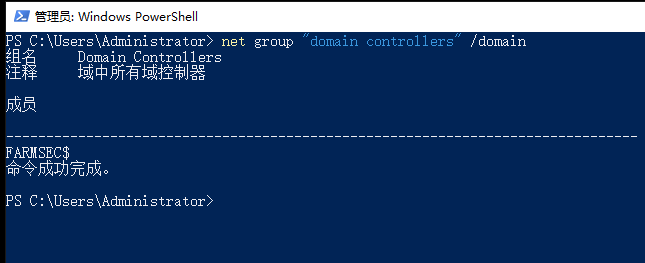 管理员: Windows PowerShell
PS C:\Users\Administrator> net group "domain controllers" /domain
组名     Domain Controllers
注释     域中所有域控制器
成员
-------------------------------------------------------------------------------
FARMSEC$
命令成功完成。
PS C:\Users\Administrator>